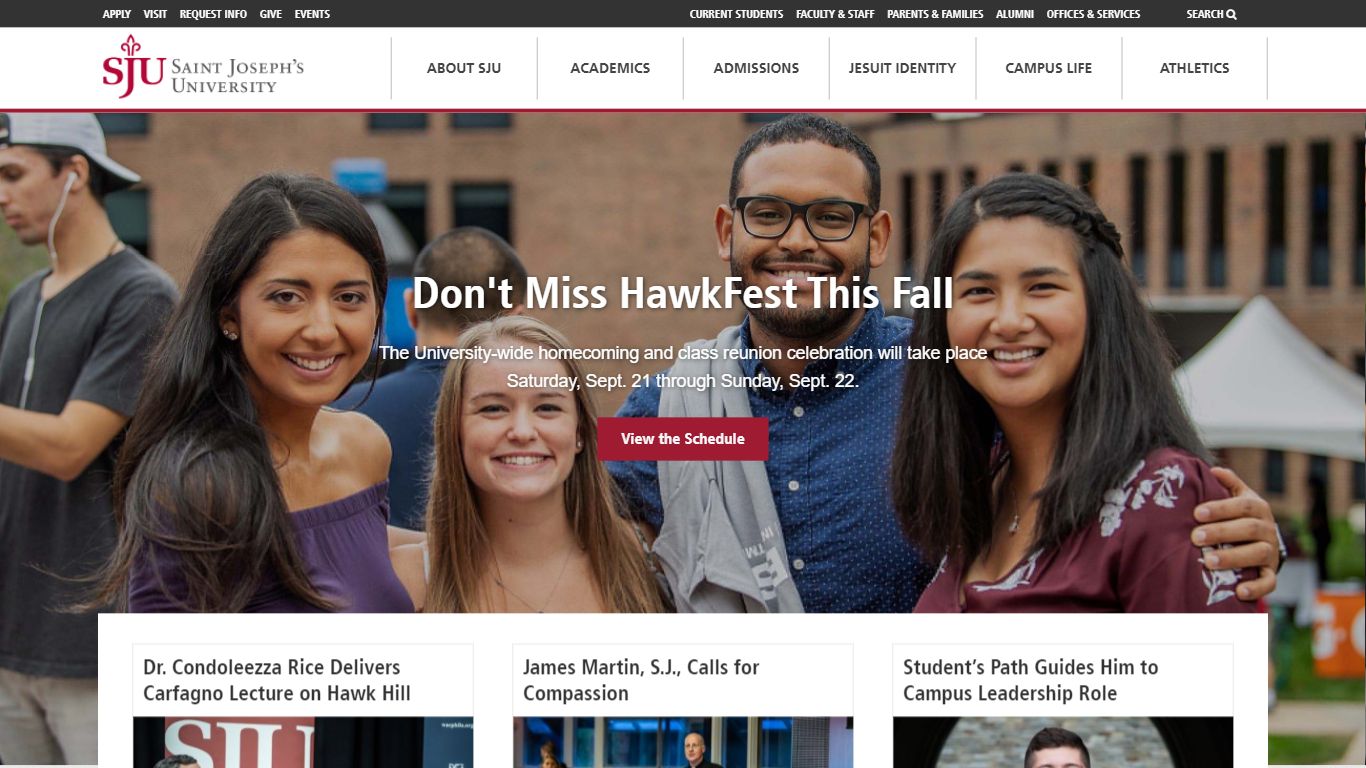 APPLY VISIT REQUEST INFO GIVE EVENTS CURRENT STUDENTS FACULTY & STAFF PARENTS & FAMILIES ALUMNI OFFICES & SERVICES SEARCH
SJU SAINT JOSEPH'S
UNIVERSITY
ABOUT SJU ACADEMICS ADMISSIONS JESUIT IDENTITY CAMPUS LIFE ATHLETICS
Don't Miss HawkFest This Fall
The University-wide homecoming and class reunion celebration will take place
Saturday, Sept. 21 through Sunday, Sept. 22.
View the Schedule
Dr. Condoleezza Rice Delivers
Carfagno Lecture on Hawk Hill
James Martin, S.J., Calls for
Compassion
Student’s Path Guides Him to
Campus Leadership Role
SJU